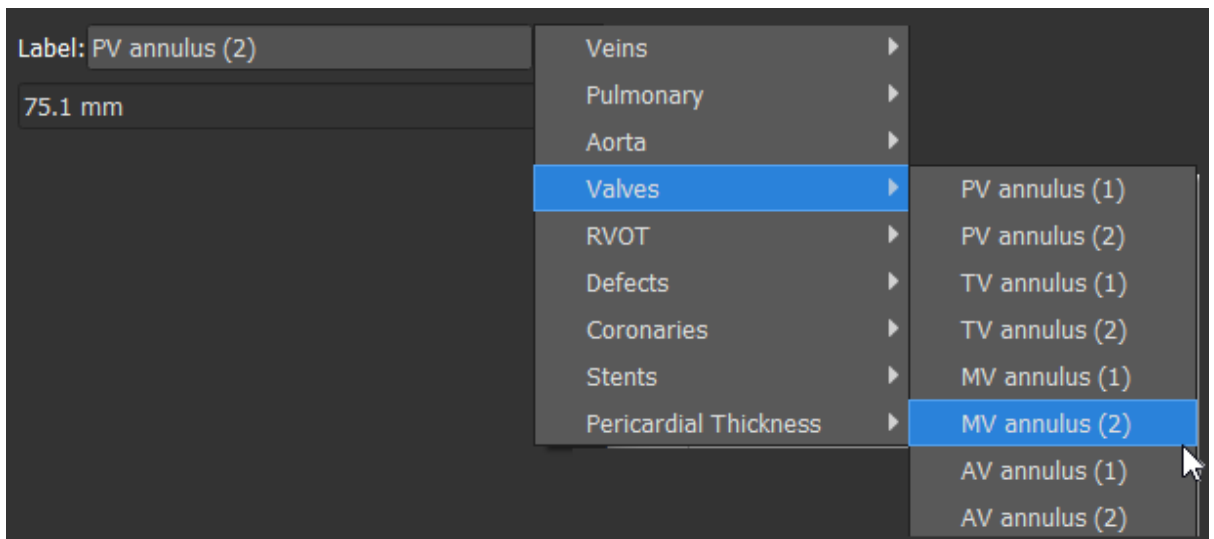 Label: PV annulus (2)
75.1 mm
Veins
Pulmonary
Aorta
Valves
RVOT
Defects
Coronaries
Stents
Pericardial Thickness
PV annulus (1)
PV annulus (2)
TV annulus (1)
TV annulus (2)
MV annulus (1)
MV annulus (2)
AV annulus (1)
AV annulus (2)